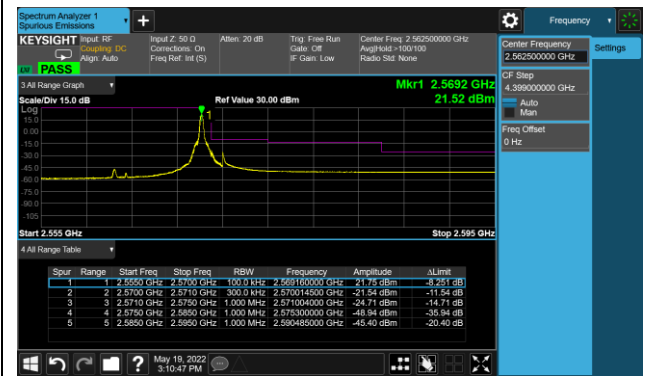 Spectrum Analyzer 1
Spurious Emissions
+
Frequency
KEYSIGHT Input: RF Input Z: 50 Ω Atten: 20 dB Trig: Free Run Center Freq: 2.562500000 GHz
Coupling: DC Corrections: On Gate: Off Avg|Hold:>100/100
Align: Auto Freq Ref: Int (S) IF Gain: Low Radio Std: None
PASS
Center Frequency
2.562500000 GHz
Settings
CF Step
4.399000000 GHz
Auto
Man
Freq Offset
0 Hz
3 All Range Graph
Mkr1 2.5692 GHz
Scale/Div 15.0 dB Ref Value 30.00 dBm 21.52 dBm
Log
1
15.0
0.00
-15.0
-30.0
-45.0
-60.0
-75.0
-90.0
-105
Start 2.555 GHz Stop 2.595 GHz
4 All Range Table
Spur Range Start Freq Stop Freq RBW Frequency Amplitude ΔLimit
1 1 2.5550 GHz 2.5700 GHz 100.0 kHz 2.569160000 GHz 21.75 dBm -8.251 dB
2 2 2.5700 GHz 2.5710 GHz 300.0 kHz 2.570014500 GHz -21.54 dBm -11.54 dB
3 3 2.5710 GHz 2.5750 GHz 1.000 MHz 2.571004000 GHz -24.71 dBm -14.71 dB
4 4 2.5750 GHz 2.5850 GHz 1.000 MHz 2.575300000 GHz -48.94 dBm -35.94 dB
5 5 2.5850 GHz 2.5950 GHz 1.000 MHz 2.590485000 GHz -45.40 dBm -20.40 dB
? May 19, 2022
3:10:47 PM